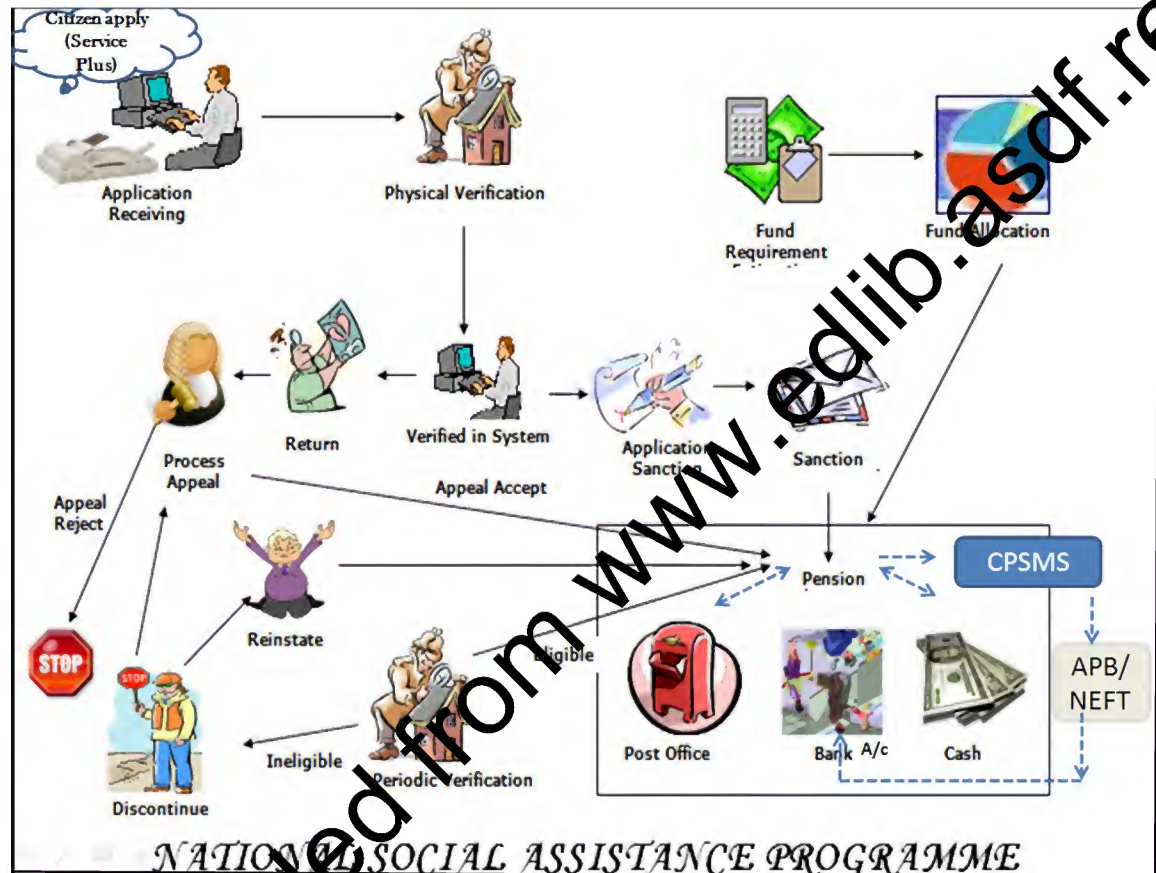 Citizen apply
(Service
Plus)
Application
Receiving
Physical Verification
Fund
Requirement
Fund Allocation
Return
Verified in System
Application
Sanction
Sanction
Process
Appeal
Appeal Accept
Appeal
Reject
Pension
CPSMS
Reinstate
STOP
STOP
Eligible
APB/
NEFT
Post Office
Bank A/c
Cash
Ineligible
Periodic Verification
Discontinue
NATIONAL SOCIAL ASSISTANCE PROGRAMME
from www.edlib.asdf.re